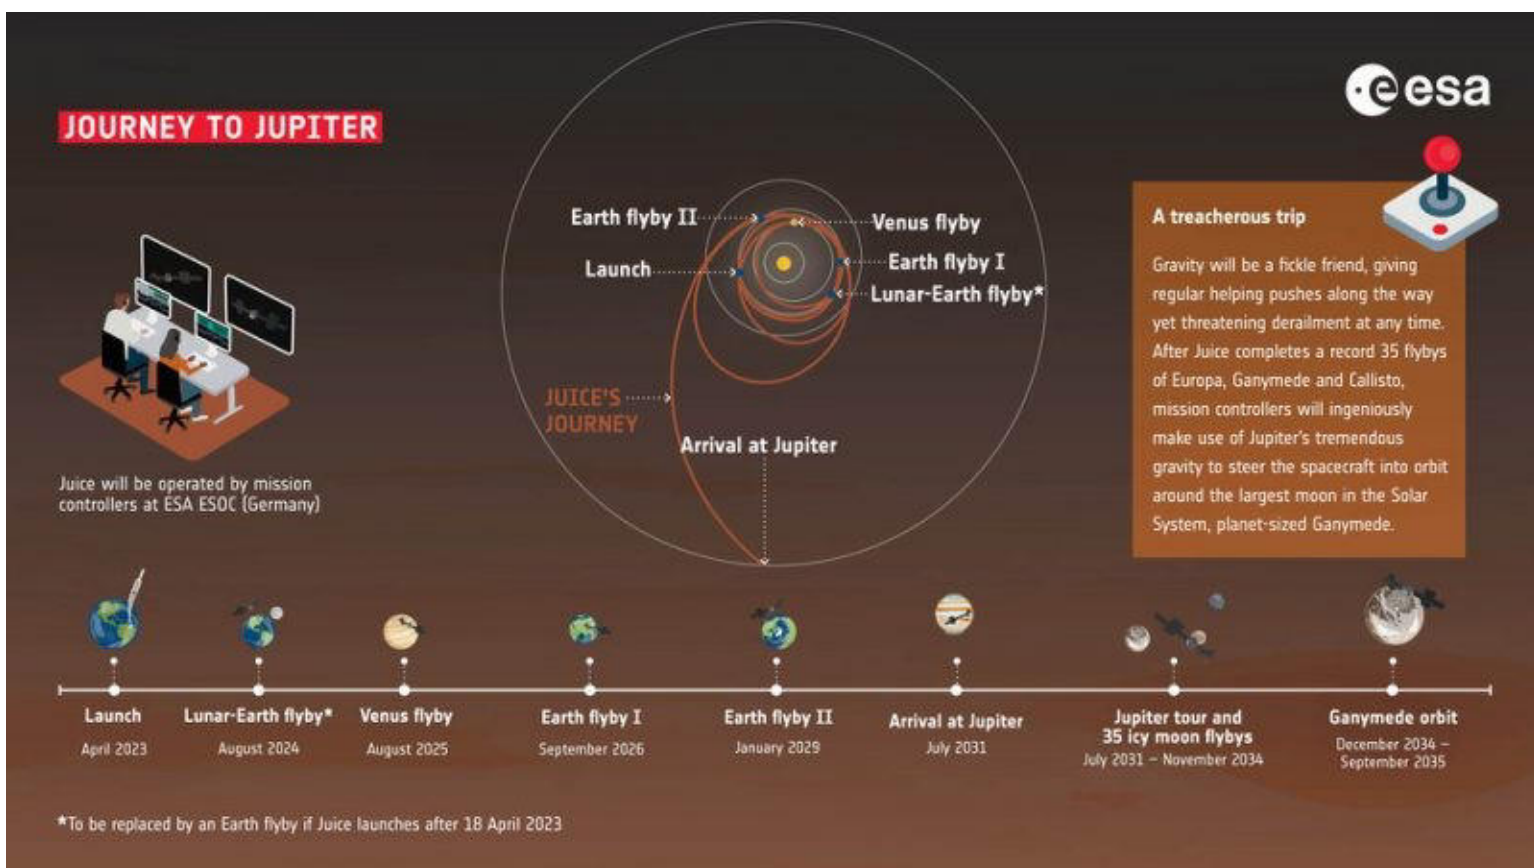 esa
JOURNEY TO JUPITER
Earth flyby II
Venus flyby
Launch
Earth flyby I
Lunar-Earth flyby*
JUICE'S
JOURNEY
Arrival at Jupiter
Juice will be operated by mission
controllers at ESA ESOC (Germany)
A treacherous trip
Gravity will be a fickle friend, giving
regular helping pushes along the way
yet threatening derailment at any time.
After Juice completes a record 35 flybys
of Europa, Ganymede and Callisto,
mission controllers will ingeniously
make use of Jupiter's tremendous
gravity to steer the spacecraft into orbit
around the largest moon in the Solar
System, planet-sized Ganymede.
Launch
April 2023
Lunar-Earth flyby*
August 2024
Venus flyby
August 2025
Earth flyby I
September 2026
Earth flyby II
January 2029
Arrival at Jupiter
July 2031
Jupiter tour and
35 icy moon flybys
July 2031 – November 2034
Ganymede orbit
December 2034 –
September 2035
*To be replaced by an Earth flyby if Juice launches after 18 April 2023